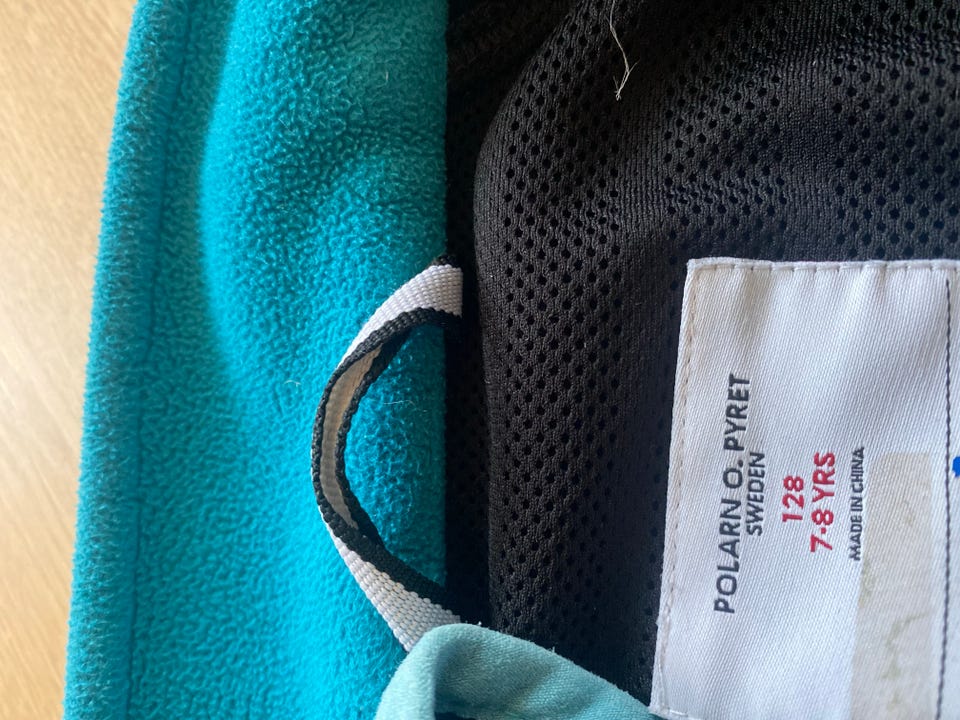 POLARN O. PYRET
SWEDEN
128
7-8 YRS
MADE IN CHINA